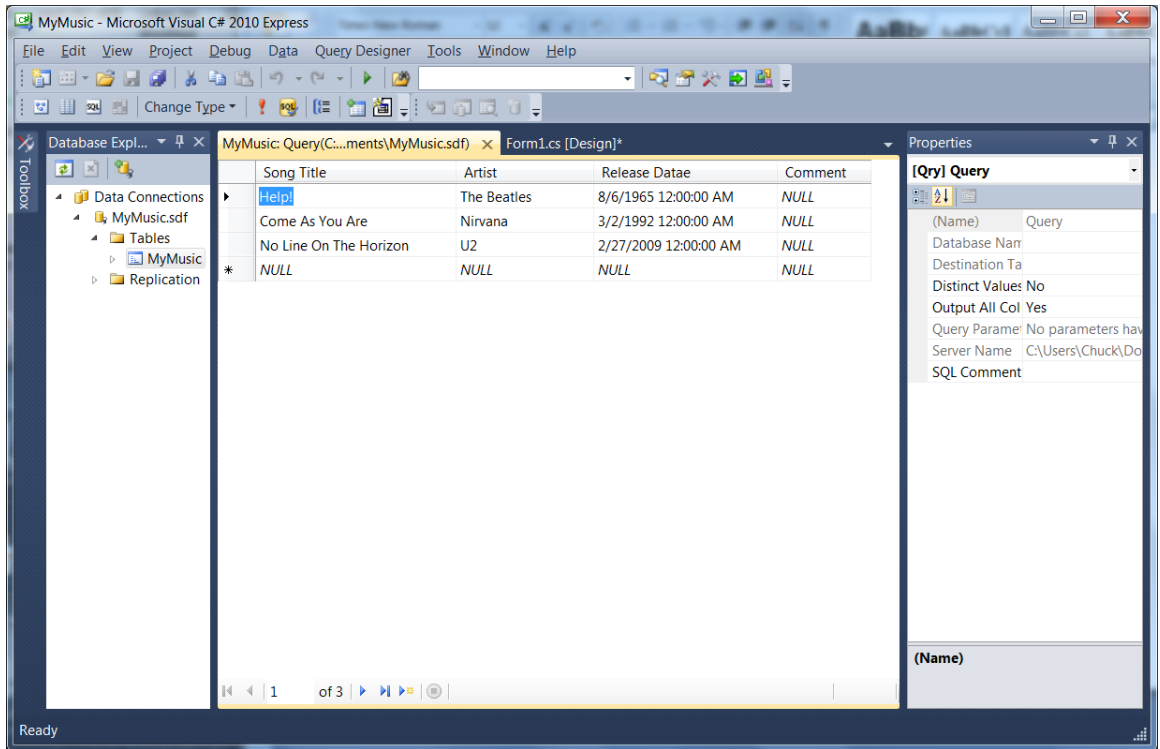 MyMusic - Microsoft Visual C# 2010 Express
File Edit View Project Debug Data Query Designer Tools Window Help
SQL Change Type
Toolbox
Database Expl...
Data Connections
MyMusic.sdf
Tables
MyMusic
Replication
MyMusic: Query(C:...ments\MyMusic.sdf) Form1.cs [Design]*
Song Title Artist Release Datae Comment
Help! The Beatles 8/6/1965 12:00:00 AM NULL
Come As You Are Nirvana 3/2/1992 12:00:00 AM NULL
No Line On The Horizon U2 2/27/2009 12:00:00 AM NULL
NULL NULL NULL NULL
1 of 3
Properties
[Qry] Query
(Name) Query
Database Nam
Destination Ta
Distinct Values No
Output All Col Yes
Query Paramet No parameters hav
Server Name C:\Users\Chuck\Do
SQL Comment
(Name)
Ready